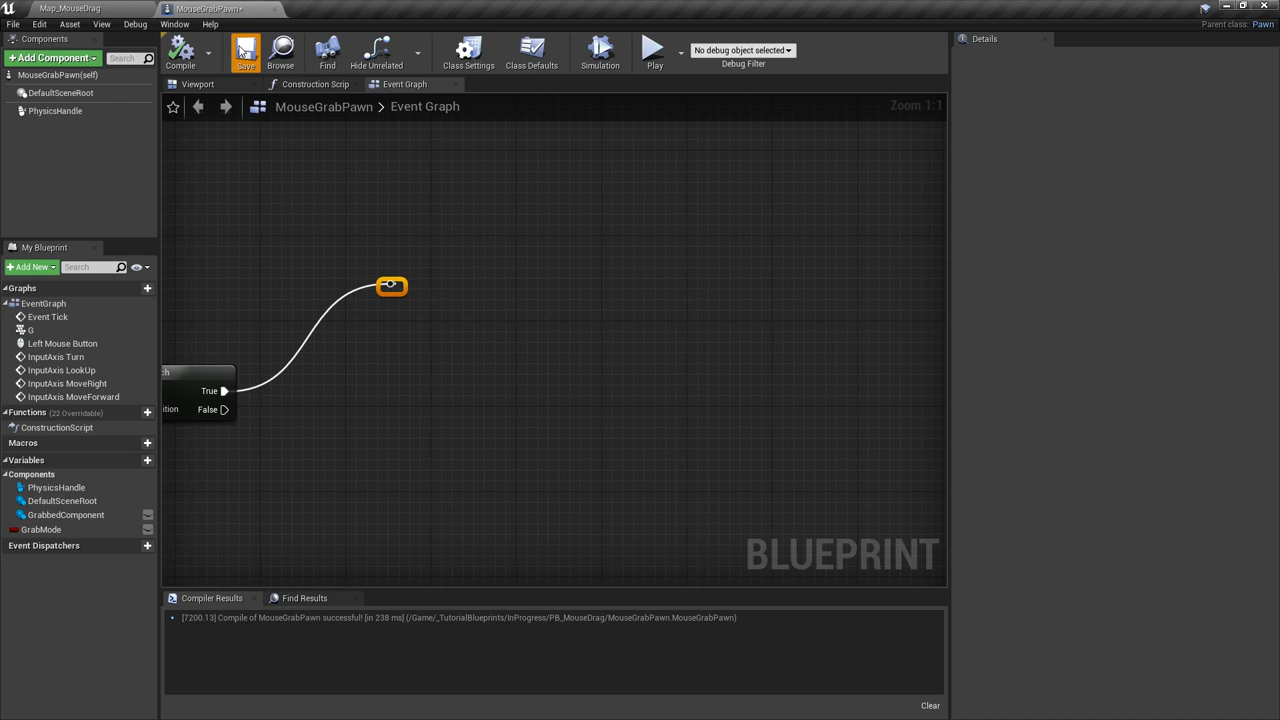 Map_MouseDrag
MouseGrabPawn*
File Edit Asset View Debug Window Help
Parent class: Pawn
Components
+Add Component
Search
MouseGrabPawn(self)
DefaultSceneRoot
PhysicsHandle
Compile
Save
Browse
Find
Hide Unrelated
Class Settings
Class Defaults
Simulation
Play
No debug object selected
Debug Filter
Details
Viewport
Construction Scrip
Event Graph
MouseGrabPawn > Event Graph
Zoom 1:1
My Blueprint
+Add New
Search
Graphs
EventGraph
Event Tick
G
Left Mouse Button
InputAxis Turn
InputAxis LookUp
InputAxis MoveRight
InputAxis MoveForward
Functions (22 Overridable)
ConstructionScript
Macros
Variables
Components
PhysicsHandle
DefaultSceneRoot
GrabbedComponent
GrabMode
Event Dispatchers
ch
True
ition
False
BLUEPRINT
Compiler Results
Find Results
[7200.13] Compile of MouseGrabPawn successful! [in 238 ms] (/Game/_TutorialBlueprints/InProgress/PB_MouseDrag/MouseGrabPawn.MouseGrabPawn)
Clear